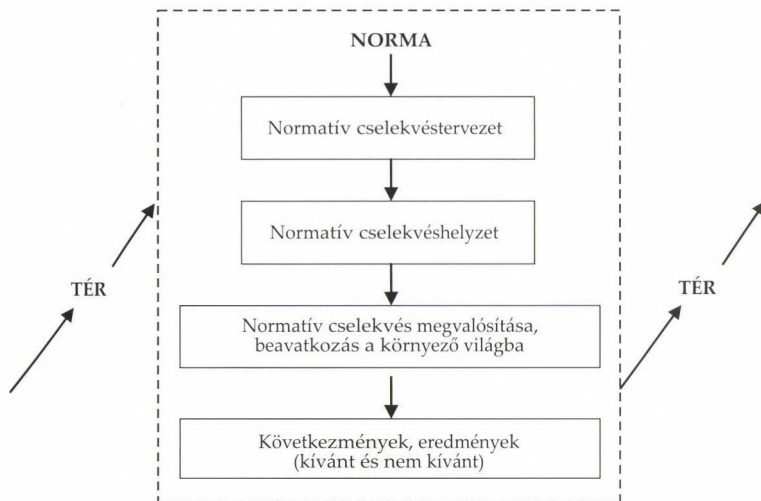 NORMA
Normatív cselekvéstervezet
Normatív cselekvéshelyzet
TÉR
TÉR
Normatív cselekvés megvalósítása,
beavatkozás a környező világba
Következmények, eredmények
(kívánt és nem kívánt)